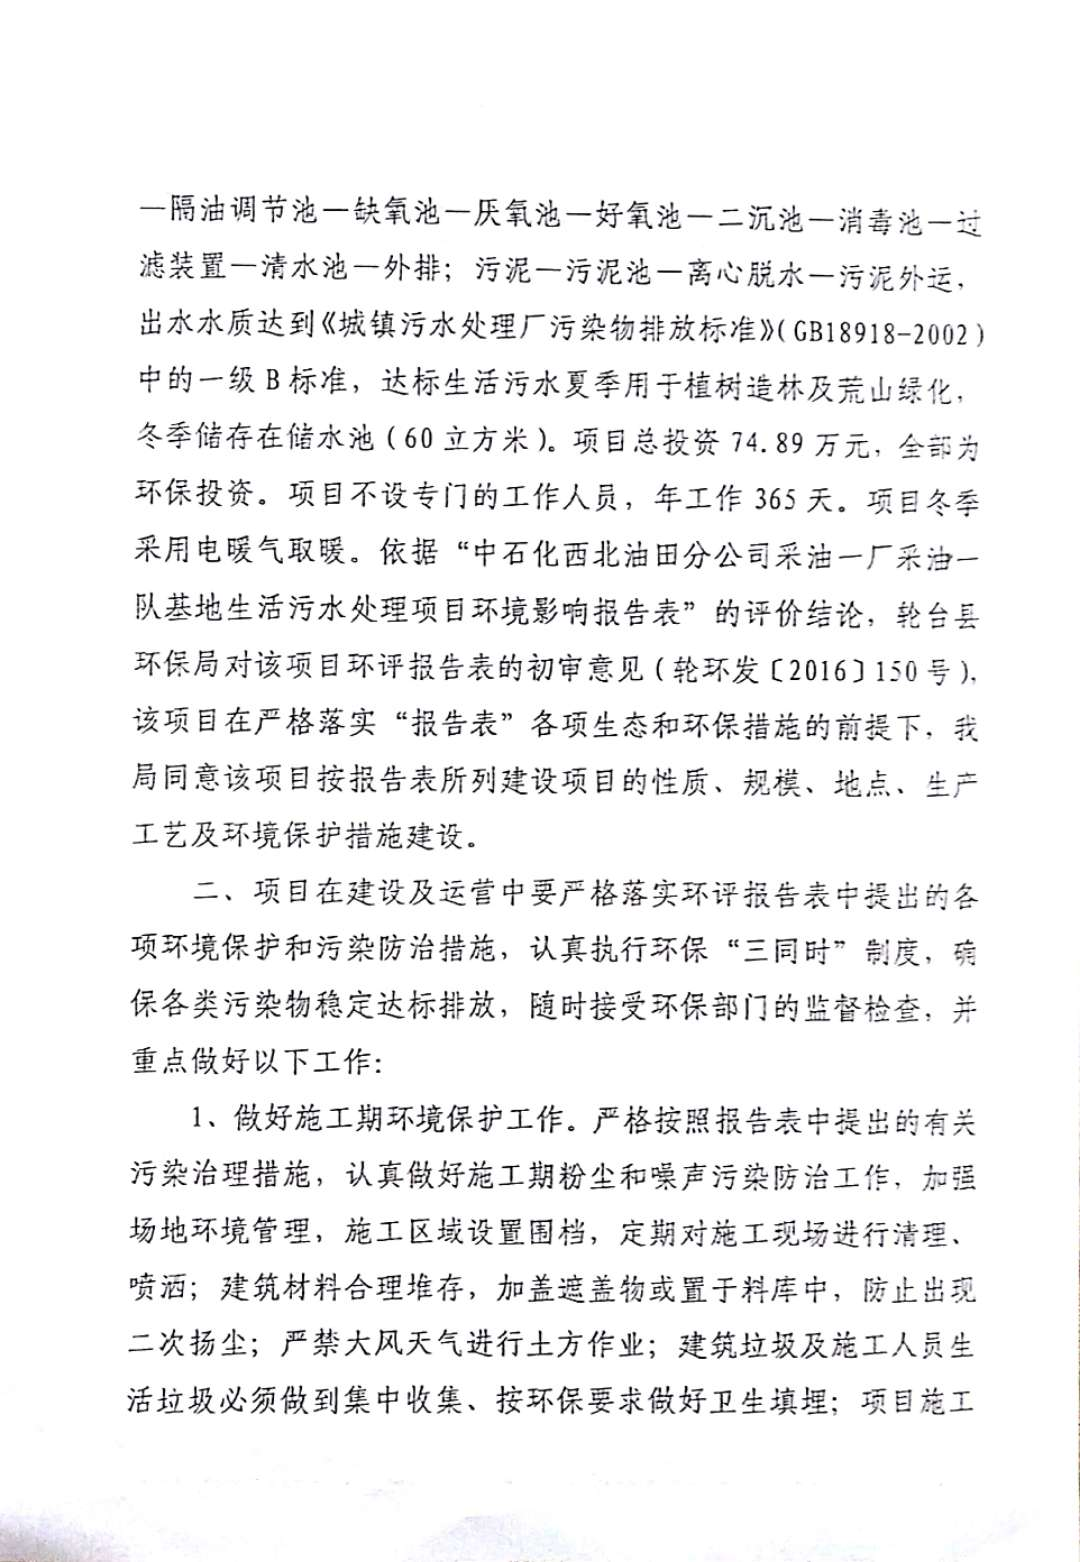 —隔油调节池—缺氧池—厌氧池—好氧池—二沉池—消毒池—过
滤装置—清水池—外排；污泥—污泥池—离心脱水—污泥外运，
出水水质达到《城镇污水处理厂污染物排放标准》（GB18918-2002）
中的一级 B 标准，达标生活污水夏季用于植树造林及荒山绿化，
冬季储存在储水池（60 立方米）。项目总投资 74.89 万元，全部为
环保投资。项目不设专门的工作人员，年工作 365 天。项目冬季
采用电暖气取暖。依据“中石化西北油田分公司采油一厂采油一
队基地生活污水处理项目环境影响报告表”的评价结论，轮台县
环保局对该项目环评报告表的初审意见（轮环发〔2016〕150 号），
该项目在严格落实“报告表”各项生态和环保措施的前提下，我
局同意该项目按报告表所列建设项目的性质、规模、地点、生产
工艺及环境保护措施建设。
二、项目在建设及运营中要严格落实环评报告表中提出的各
项环境保护和污染防治措施，认真执行环保“三同时”制度，确
保各类污染物稳定达标排放，随时接受环保部门的监督检查，并
重点做好以下工作：
1、做好施工期环境保护工作。严格按照报告表中提出的有关
污染治理措施，认真做好施工期粉尘和噪声污染防治工作，加强
场地环境管理，施工区域设置围档，定期对施工现场进行清理、
喷洒；建筑材料合理堆存，加盖遮盖物或置于料库中，防止出现
二次扬尘；严禁大风天气进行土方作业；建筑垃圾及施工人员生
活垃圾必须做到集中收集、按环保要求做好卫生填埋；项目施工